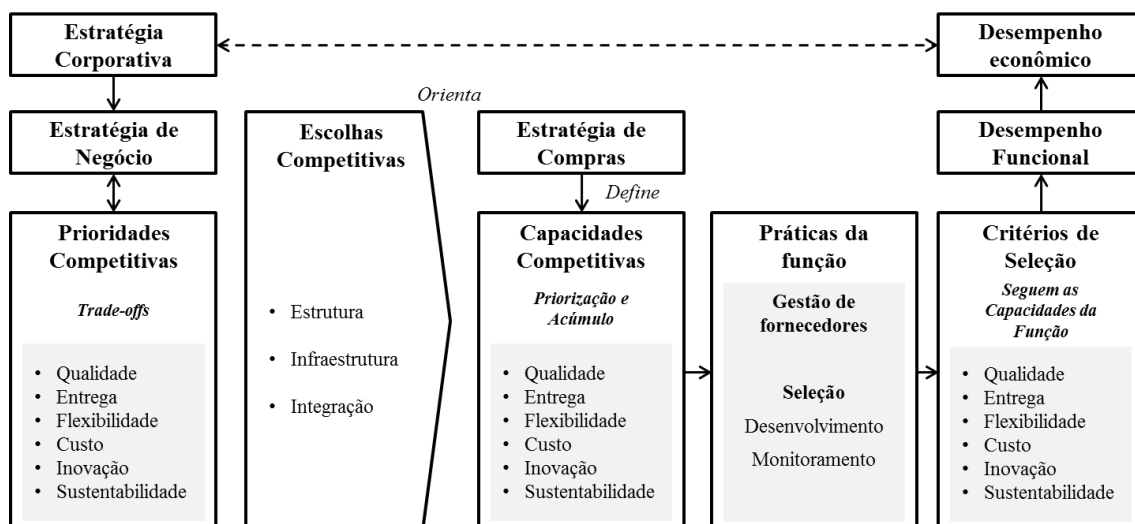 Estratégia
Corporativa
Desempenho
econômico
Orienta
Estratégia de
Negócio
Escolhas
Competitivas
Estratégia de
Compras
Desempenho
Funcional
Define
Prioridades
Competitivas
Trade-offs
• Qualidade
• Entrega
• Flexibilidade
• Custo
• Inovação
• Sustentabilidade
• Estrutura
• Infraestrutura
• Integração
Capacidades
Competitivas
Priorização e
Acúmulo
• Qualidade
• Entrega
• Flexibilidade
• Custo
• Inovação
• Sustentabilidade
Práticas da
função
Gestão de
fornecedores
Seleção
Desenvolvimento
Monitoramento
Critérios de
Seleção
Seguem as
Capacidades da
Função
• Qualidade
• Entrega
• Flexibilidade
• Custo
• Inovação
• Sustentabilidade